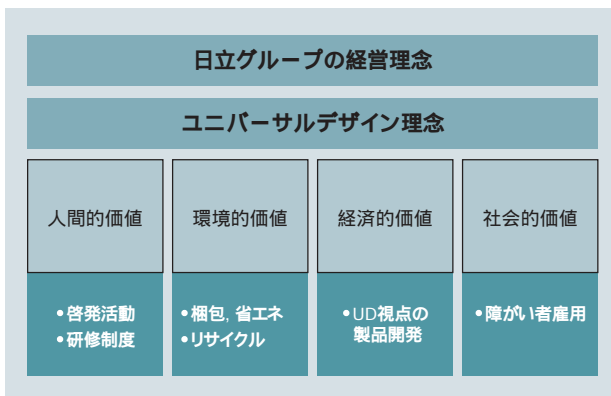 日立グループの経営理念
ユニバーサルデザイン理念
人間的価値
環境的価値
経済的価値
社会的価値
•啓発活動
•研修制度
•梱包, 省エネ
•リサイクル
•UD視点の
製品開発
•障がい者雇用